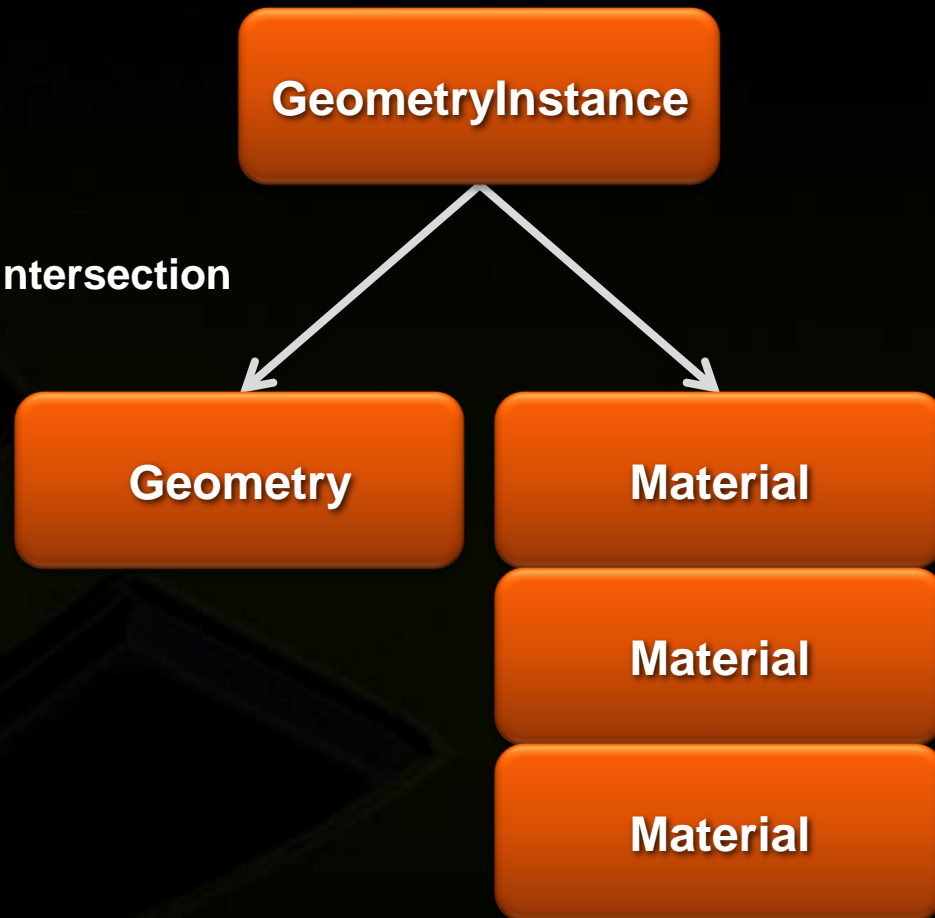 GeometryInstance
ntersection
Geometry
Material
Material
Material